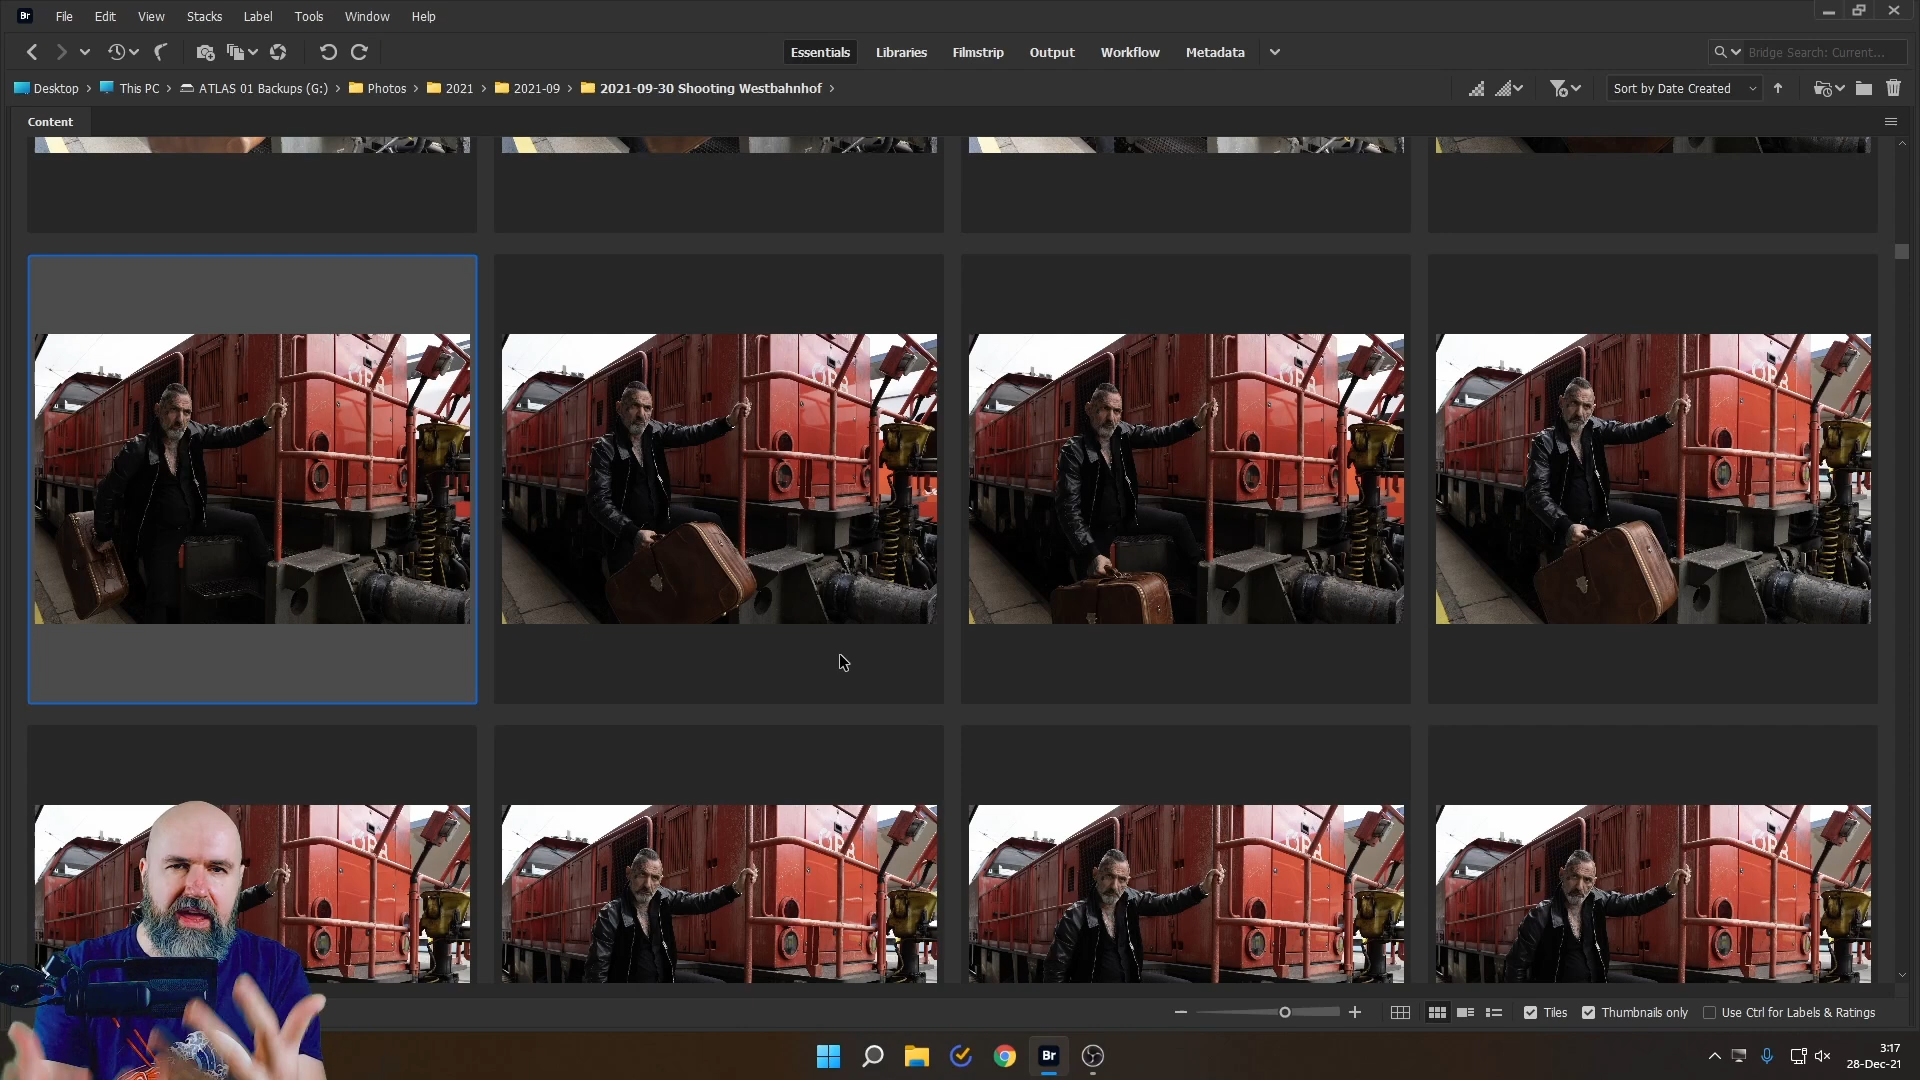 Br File Edit View Stacks Label Tools Window Help
Essentials Libraries Filmstrip Output Workflow Metadata Bridge Search: Current...
Desktop This PC ATLAS 01 Backups (G:) Photos 2021 2021-09 2021-09-30 Shooting Westbahnhof Sort by Date Created
Content
Tiles Thumbnails only Use Ctrl for Labels & Ratings
Br 3:17
28-Dec-21